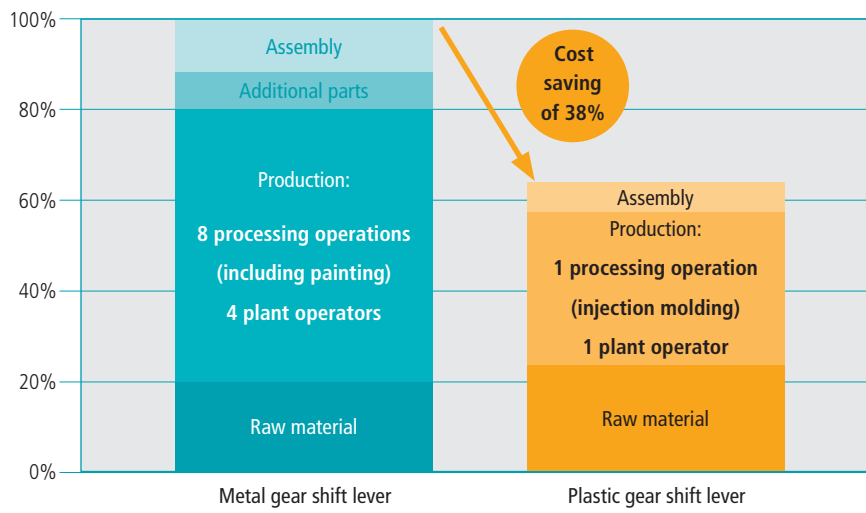 100%
80%
60%
40%
20%
0%
Assembly
Additional parts
Production:
8 processing operations
(including painting)
4 plant operators
Raw material
Cost
saving
of 38%
Assembly
Production:
1 processing operation
(injection molding)
1 plant operator
Raw material
Metal gear shift lever
Plastic gear shift lever